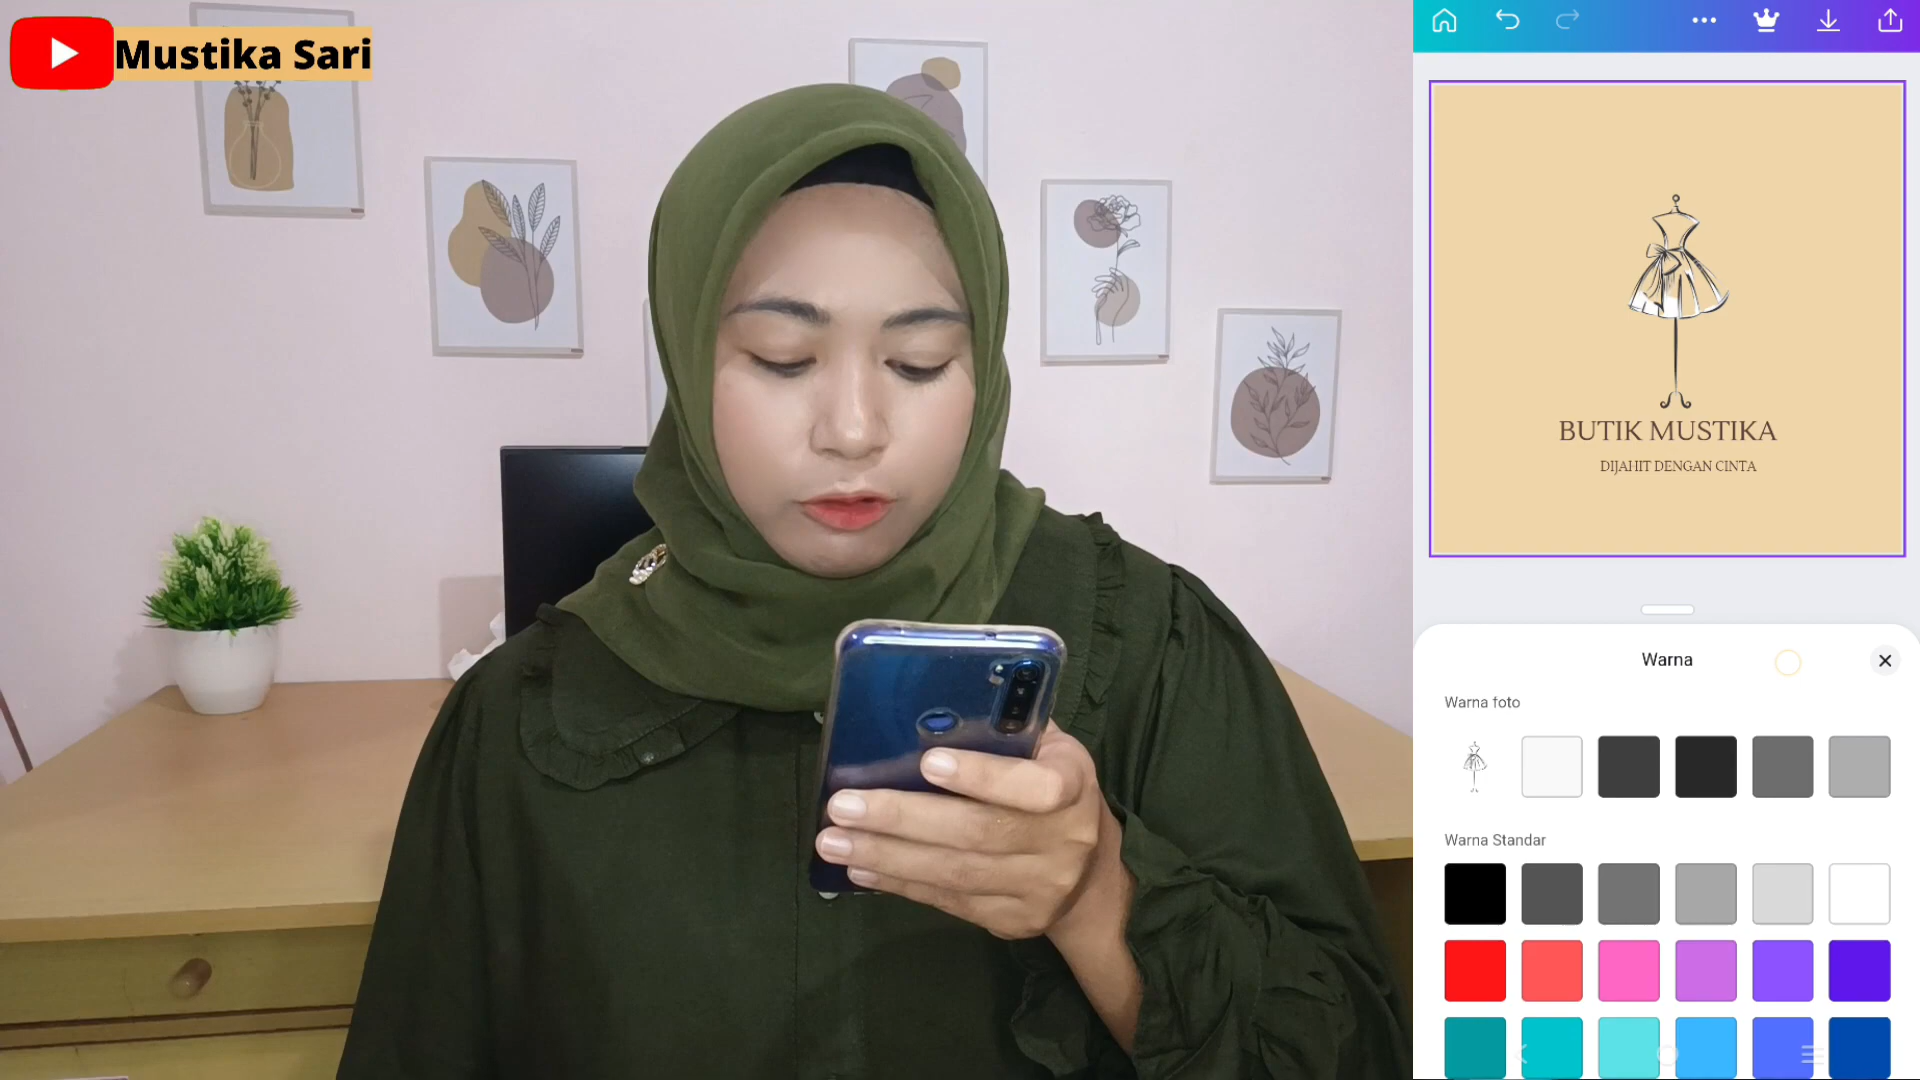 Mustika Sari
BUTIK MUSTIKA
DIJAHIT DENGAN CINTA
Warna
Warna foto
Warna Standar